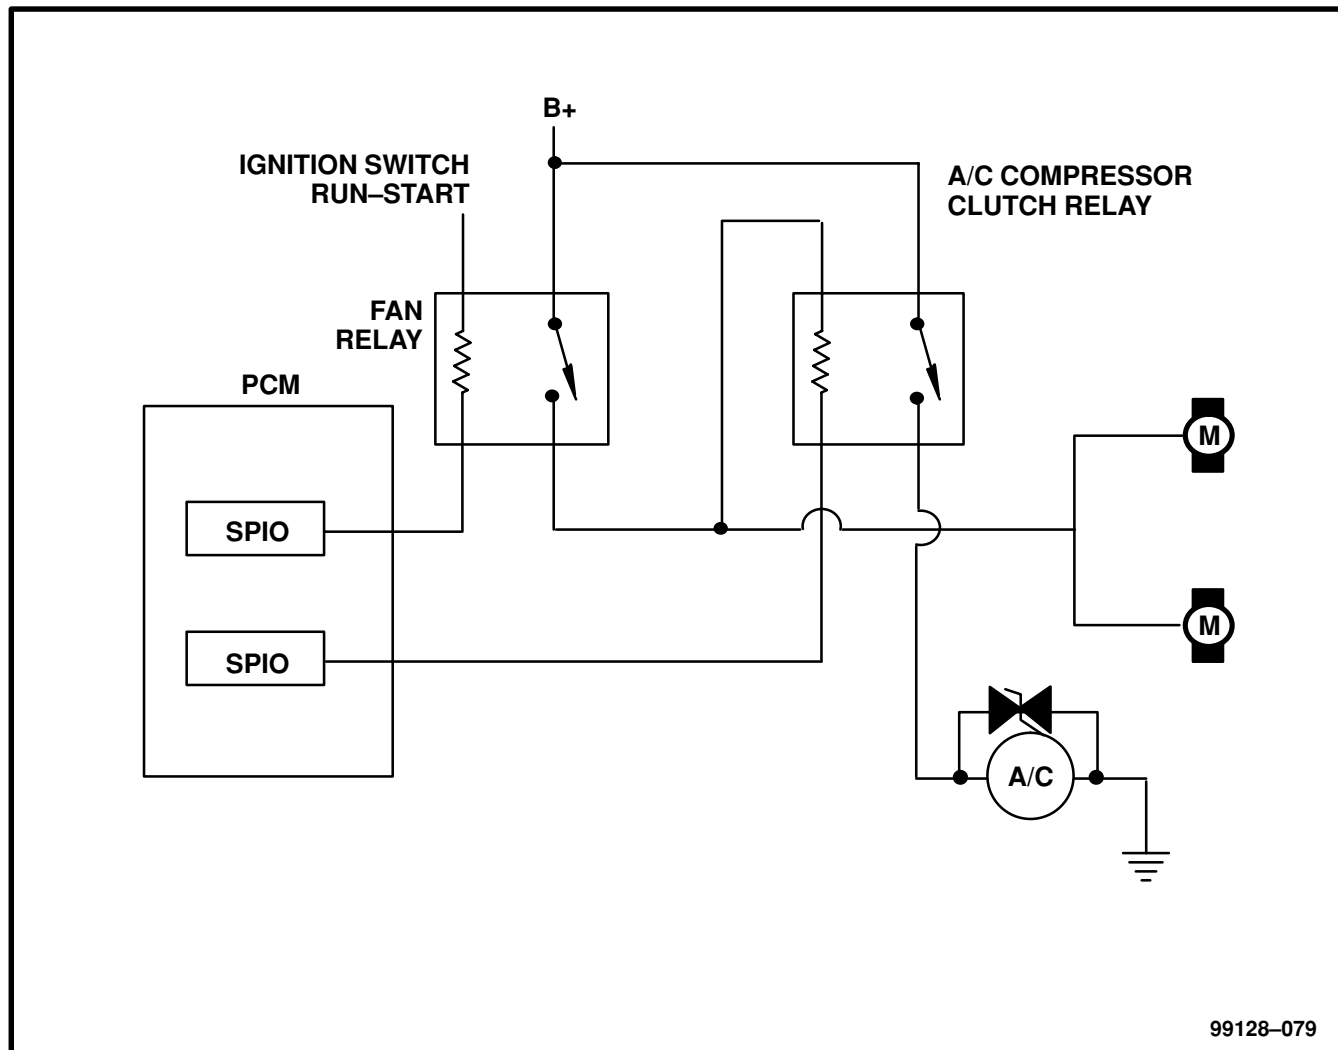 B+
IGNITION SWITCH
RUN–START
A/C COMPRESSOR
CLUTCH RELAY
FAN
RELAY
PCM
SPIO
SPIO
M
M
A/C
99128–079